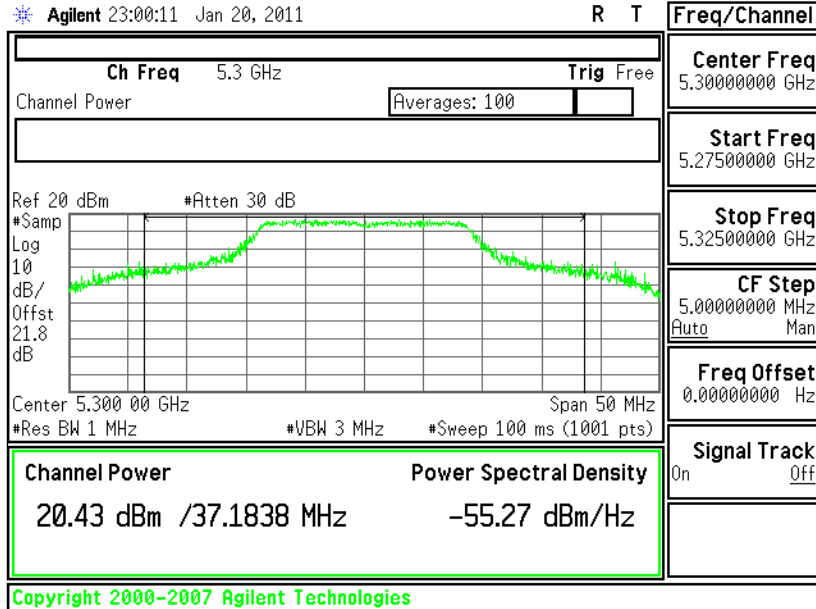 Agilent 23:00:11 Jan 20, 2011 R T
Freq/Channel
Ch Freq 5.3 GHz Trig Free
Channel Power Averages: 100
Ref 20 dBm #Atten 30 dB
#Samp
Log
10
dB/
Offst
21.8
dB
Center 5.300 00 GHz Span 50 MHz
#Res BW 1 MHz #VBW 3 MHz #Sweep 100 ms (1001 pts)
Channel Power Power Spectral Density
20.43 dBm /37.1838 MHz -55.27 dBm/Hz
Center Freq
5.30000000 GHz
Start Freq
5.27500000 GHz
Stop Freq
5.32500000 GHz
CF Step
5.00000000 MHz
Auto Man
Freq Offset
0.00000000 Hz
Signal Track
On Off
Copyright 2000-2007 Agilent Technologies